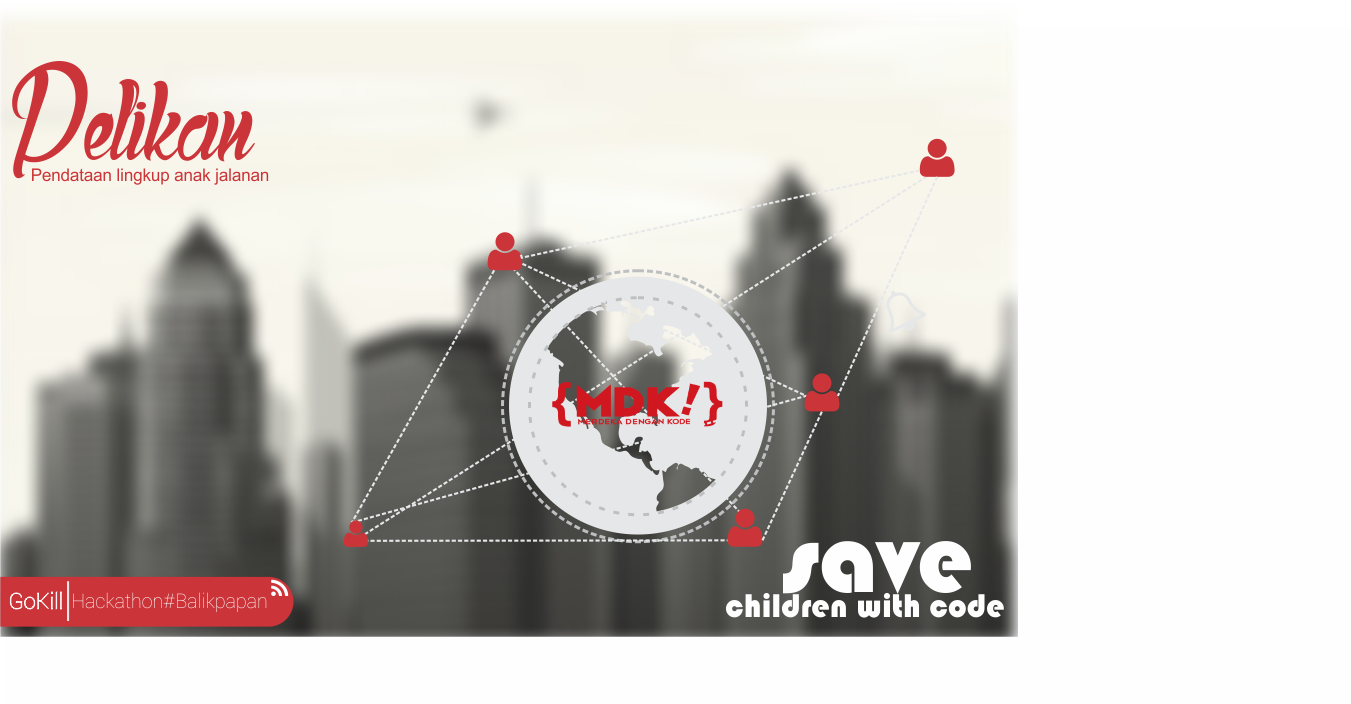 Delikan
Pendataan lingkup anak jalanan
{MDK!}
MERDEKA DENGAN KODE
save
children with code
GoKill Hackathon#Balikpapan